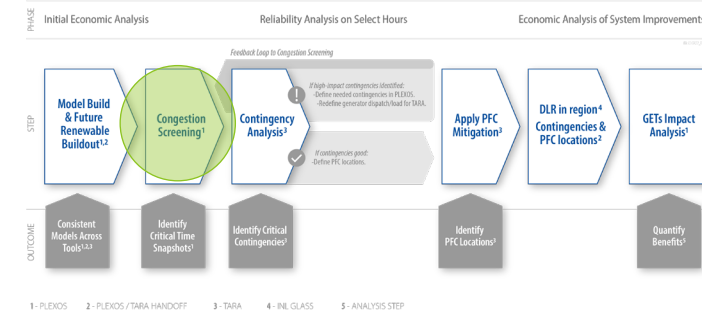 PHASE
Initial Economic Analysis
Reliability Analysis on Select Hours
Economic Analysis of System Improvements
Feedback Loop to Congestion Screening
STEP
Model Build
& Future
Renewable
Buildout¹,²
Congestion
Screening¹
Contingency
Analysis³
If high-impact contingencies identified:
-Define needed contingencies in PLEXOS.
-Redefine generator dispatch/load for TARA.
If contingencies good:
-Define PFC locations.
Apply PFC
Mitigation³
DLR in region⁴
Contingencies &
PFC locations²
GETs Impact
Analysis¹
OUTCOME
Consistent
Models Across
Tools¹,²,³
Identify
Critical Time
Snapshots¹
Identify Critical
Contingencies³
Identify
PFC Locations³
Quantify
Benefits⁵
1 - PLEXOS
2 - PLEXOS / TARA HANDOFF
3 - TARA
4 - INL GLASS
5 - ANALYSIS STEP